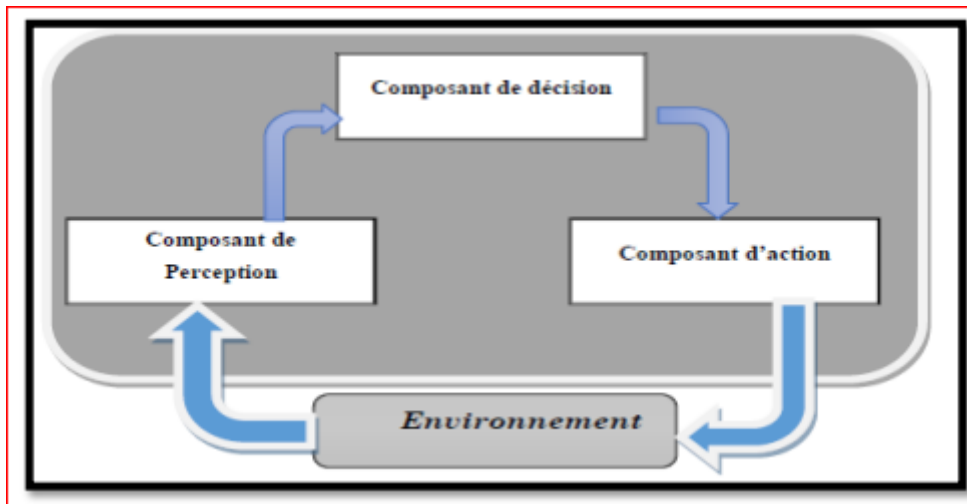 Composant de décision
Composant de
Perception
Composant d’action
Environnement